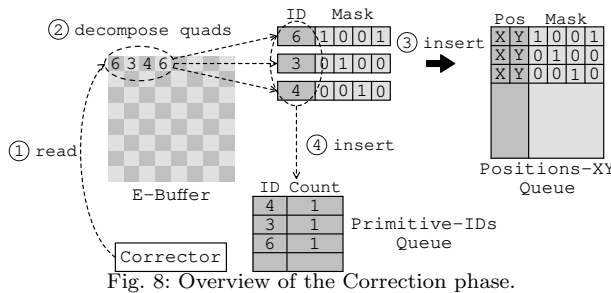 ② decompose quads
ID Mask
6 1 0 0 1
3 0 1 0 0
4 0 0 1 0
③ insert
Pos Mask
X Y 1 0 0 1
X Y 0 1 0 0
X Y 0 0 1 0
Positions-XY
Queue
6 3 4 6
① read
E-Buffer
④ insert
ID Count
4 1
3 1
6 1
Primitive-IDs
Queue
Corrector
Fig. 8: Overview of the Correction phase.